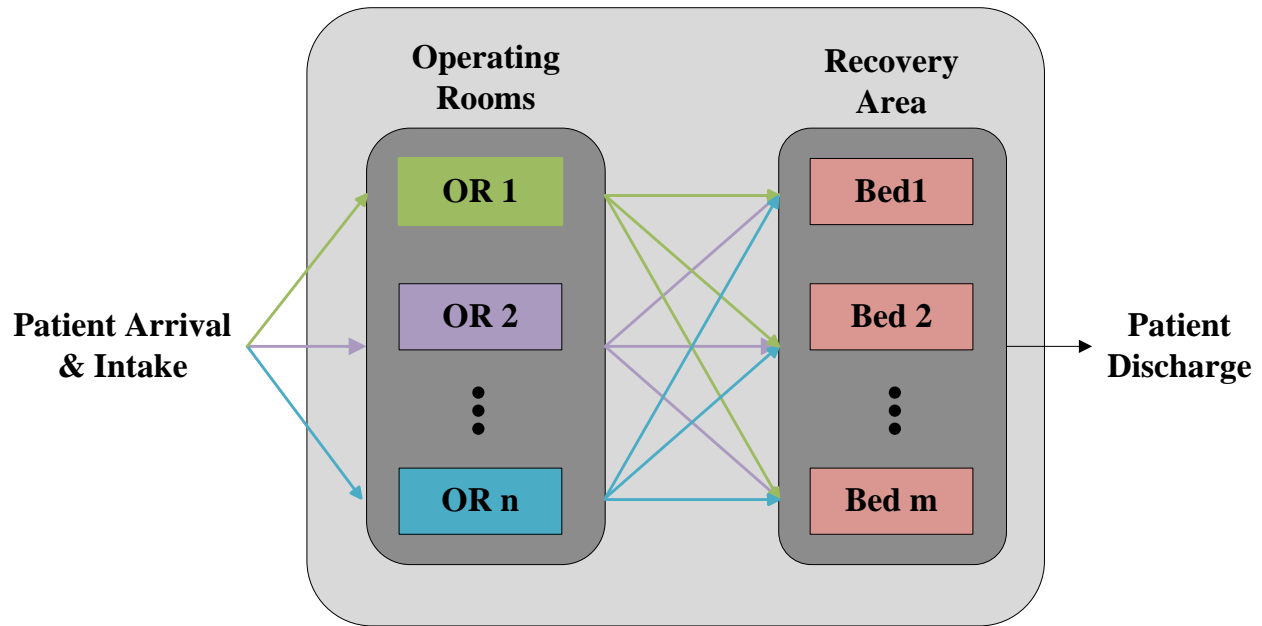 Operating
Rooms
Recovery
Area
OR 1
Bed1
OR 2
Bed 2
Patient Arrival
& Intake
Patient
Discharge
OR n
Bed m